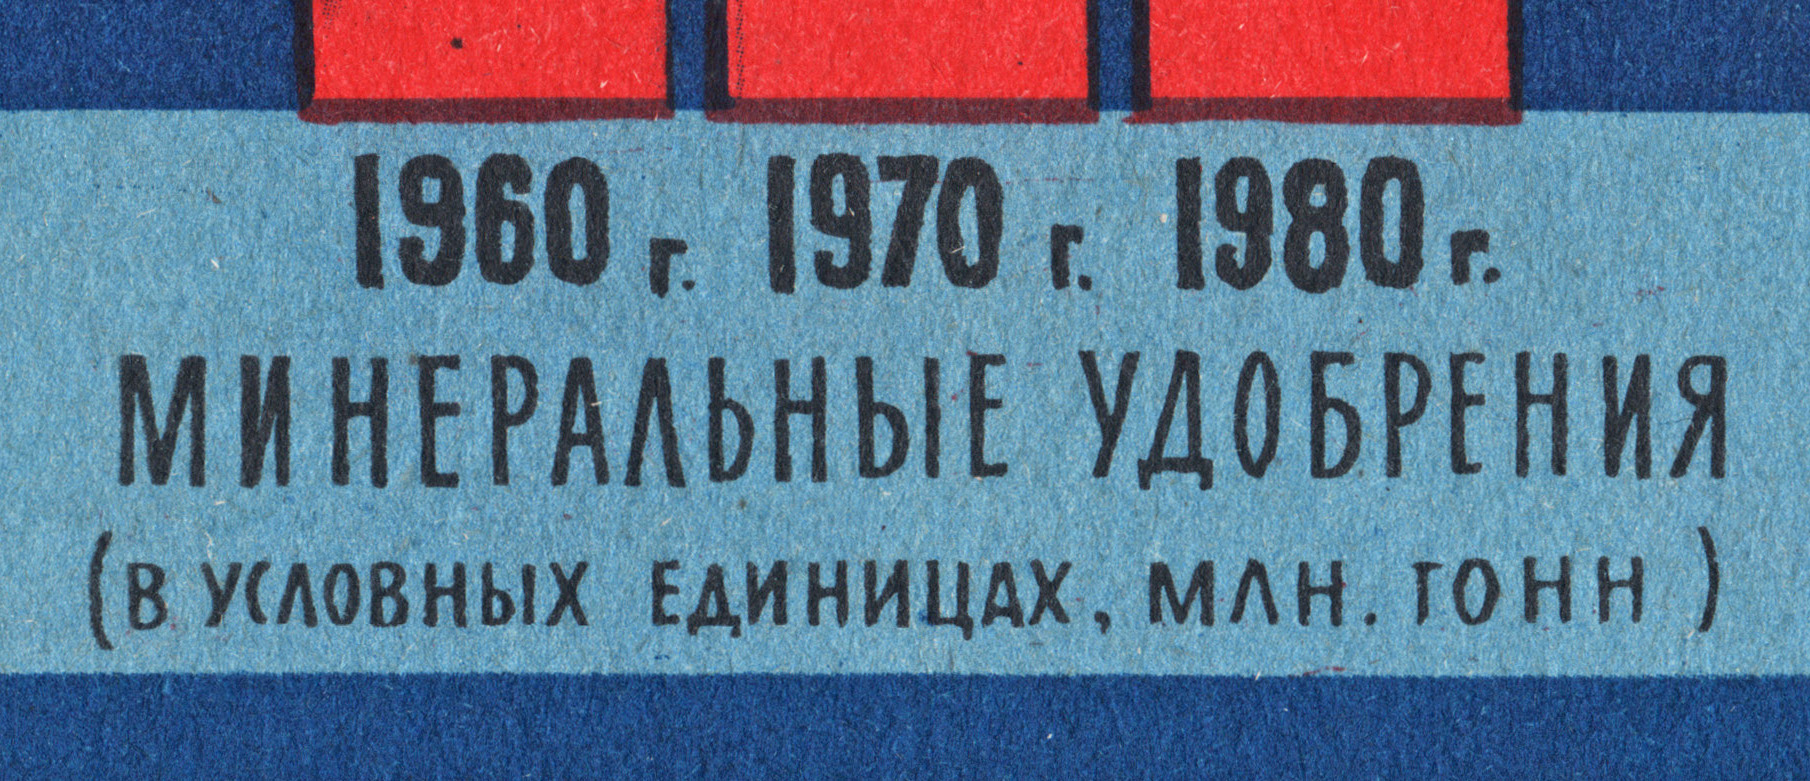 1960 г. 1970 г. 1980 г.
МИНЕРАЛЬНЫЕ УДОБРЕНИЯ
(В УСЛОВНЫХ ЕДИНИЦАХ, МЛН. ТОНН)